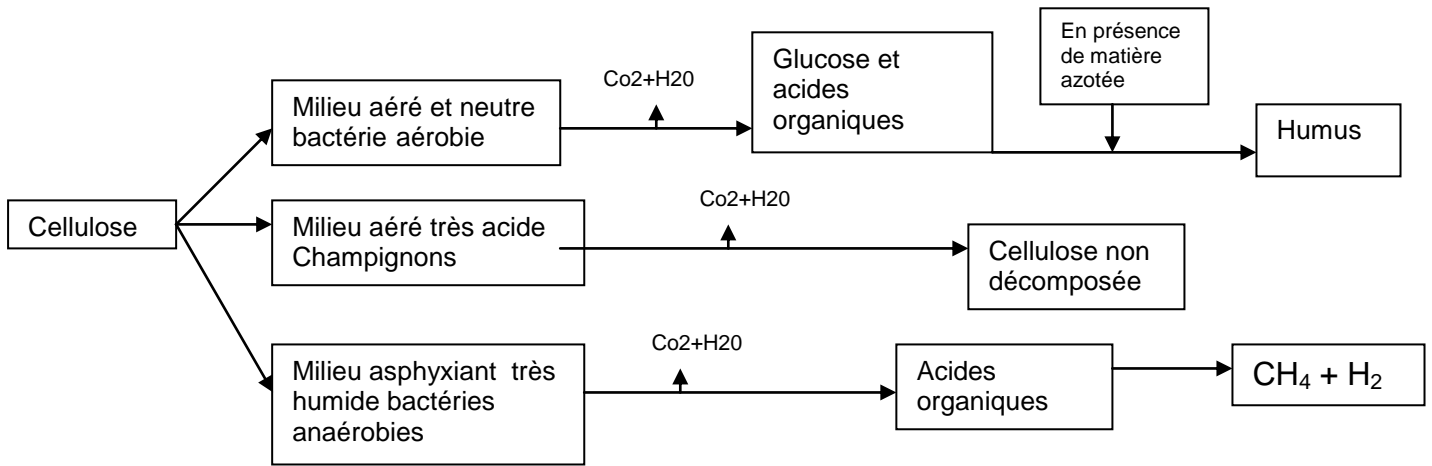 En présence
de matière
azotée
Co2+H20
Glucose et
acides
organiques
Milieu aéré et neutre
bactérie aérobie
Humus
Cellulose
Milieu aéré très acide
Champignons
Co2+H20
Cellulose non
décomposée
Milieu asphyxiant très
humide bactéries
anaérobies
Co2+H20
Acides
organiques
CH₄ + H₂